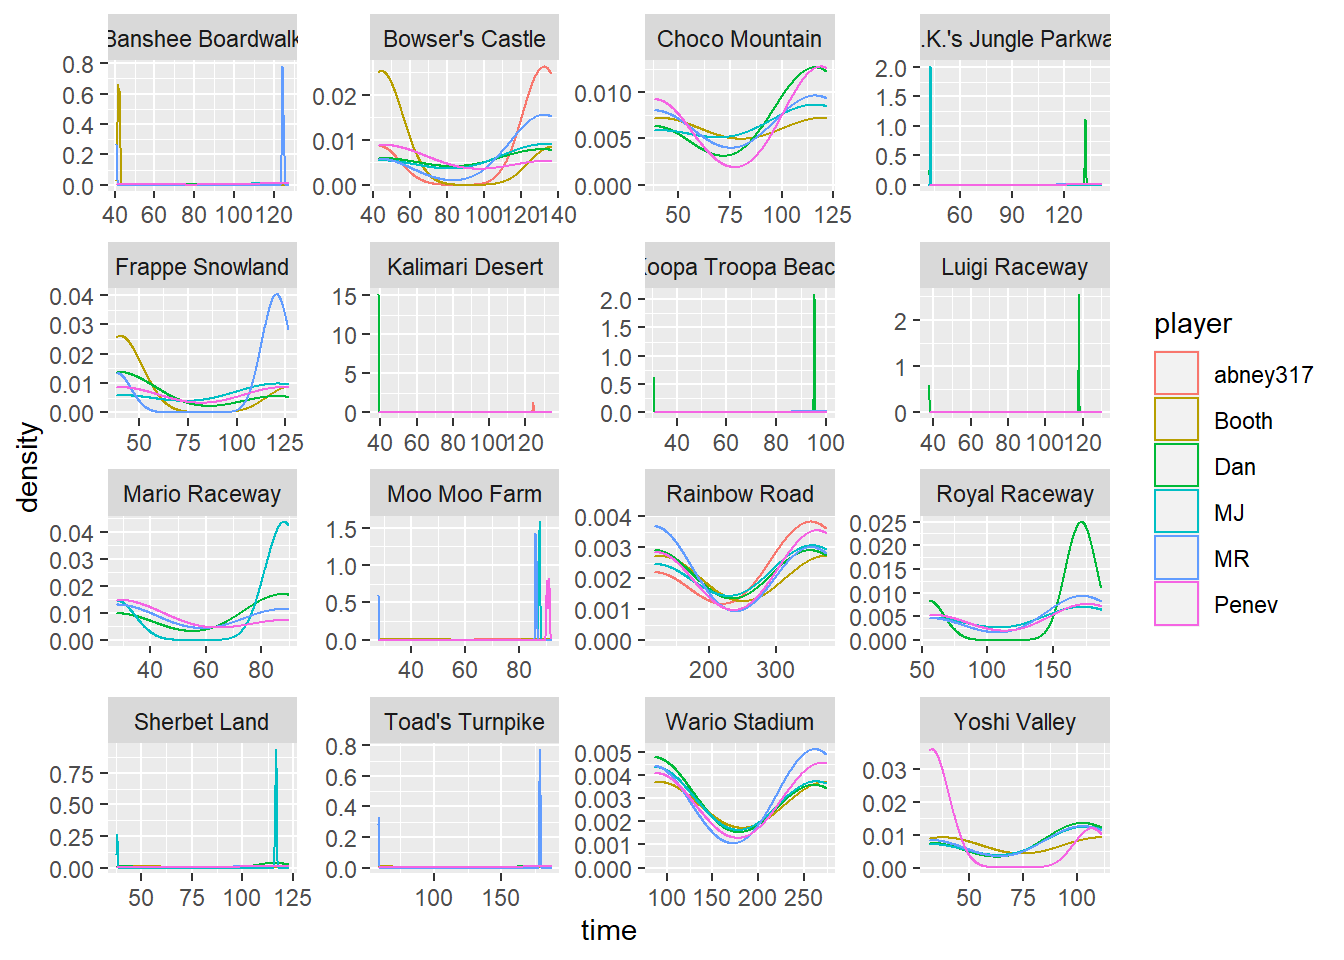 Banshee Boardwalk
Bowser's Castle
Choco Mountain
.K.'s Jungle Parkwa
0.8
0.6
0.4
0.2
0.0
40 60 80 100 120
0.02
0.01
0.00
40 60 80 100 120 140
0.010
0.005
0.000
50 75 100 125
2.0
1.5
1.0
0.5
0.0
60 90 120
Frappe Snowland
Kalimari Desert
Koopa Troopa Beac
Luigi Raceway
0.04
0.03
0.02
0.01
0.00
50 75 100 125
15
10
5
0
40 60 80 100 120
2.0
1.5
1.0
0.5
0.0
40 60 80 100
2
1
0
40 60 80 100 120
Mario Raceway
Moo Moo Farm
Rainbow Road
Royal Raceway
0.04
0.03
0.02
0.01
0.00
40 60 80
1.5
1.0
0.5
0.0
40 60 80
0.004
0.003
0.002
0.001
0.000
200 300
0.025
0.020
0.015
0.010
0.005
0.000
50 100 150
Sherbet Land
Toad's Turnpike
Wario Stadium
Yoshi Valley
0.75
0.50
0.25
0.00
50 75 100 125
0.8
0.6
0.4
0.2
0.0
100 150
0.005
0.004
0.003
0.002
0.001
0.000
100 150 200 250
0.03
0.02
0.01
0.00
50 75 100
density
time
player
abney317
Booth
Dan
MJ
MR
Penev